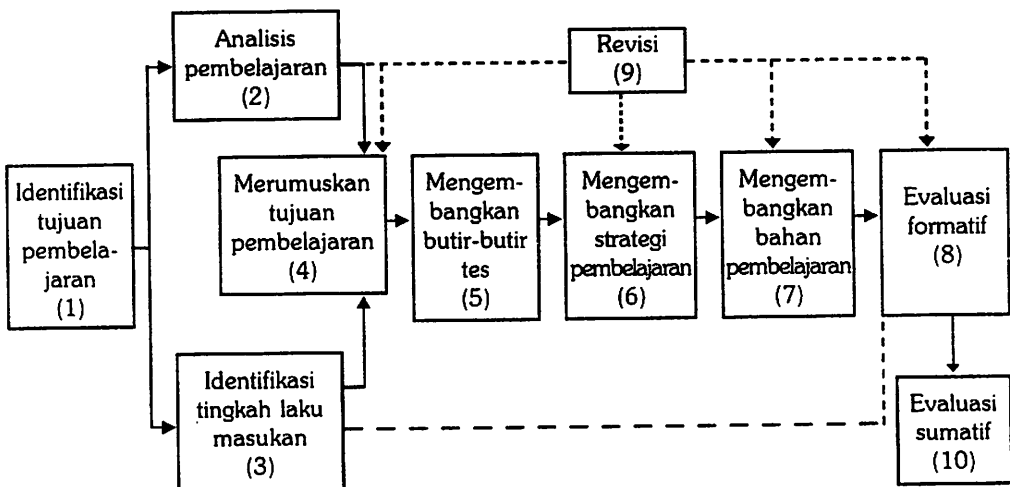 Analisis
pembelajaran
(2)
Revisi
(9)
Identifikasi
tujuan
pembela-
jaran
(1)
Merumuskan
tujuan
pembelajaran
(4)
Mengem-
bangkan
butir-butir
tes
(5)
Mengem-
bangkan
strategi
pembelajaran
(6)
Mengem-
bangkan
bahan
pembelajaran
(7)
Evaluasi
formatif
(8)
Identifikasi
tingkah laku
masukan
(3)
Evaluasi
sumatif
(10)